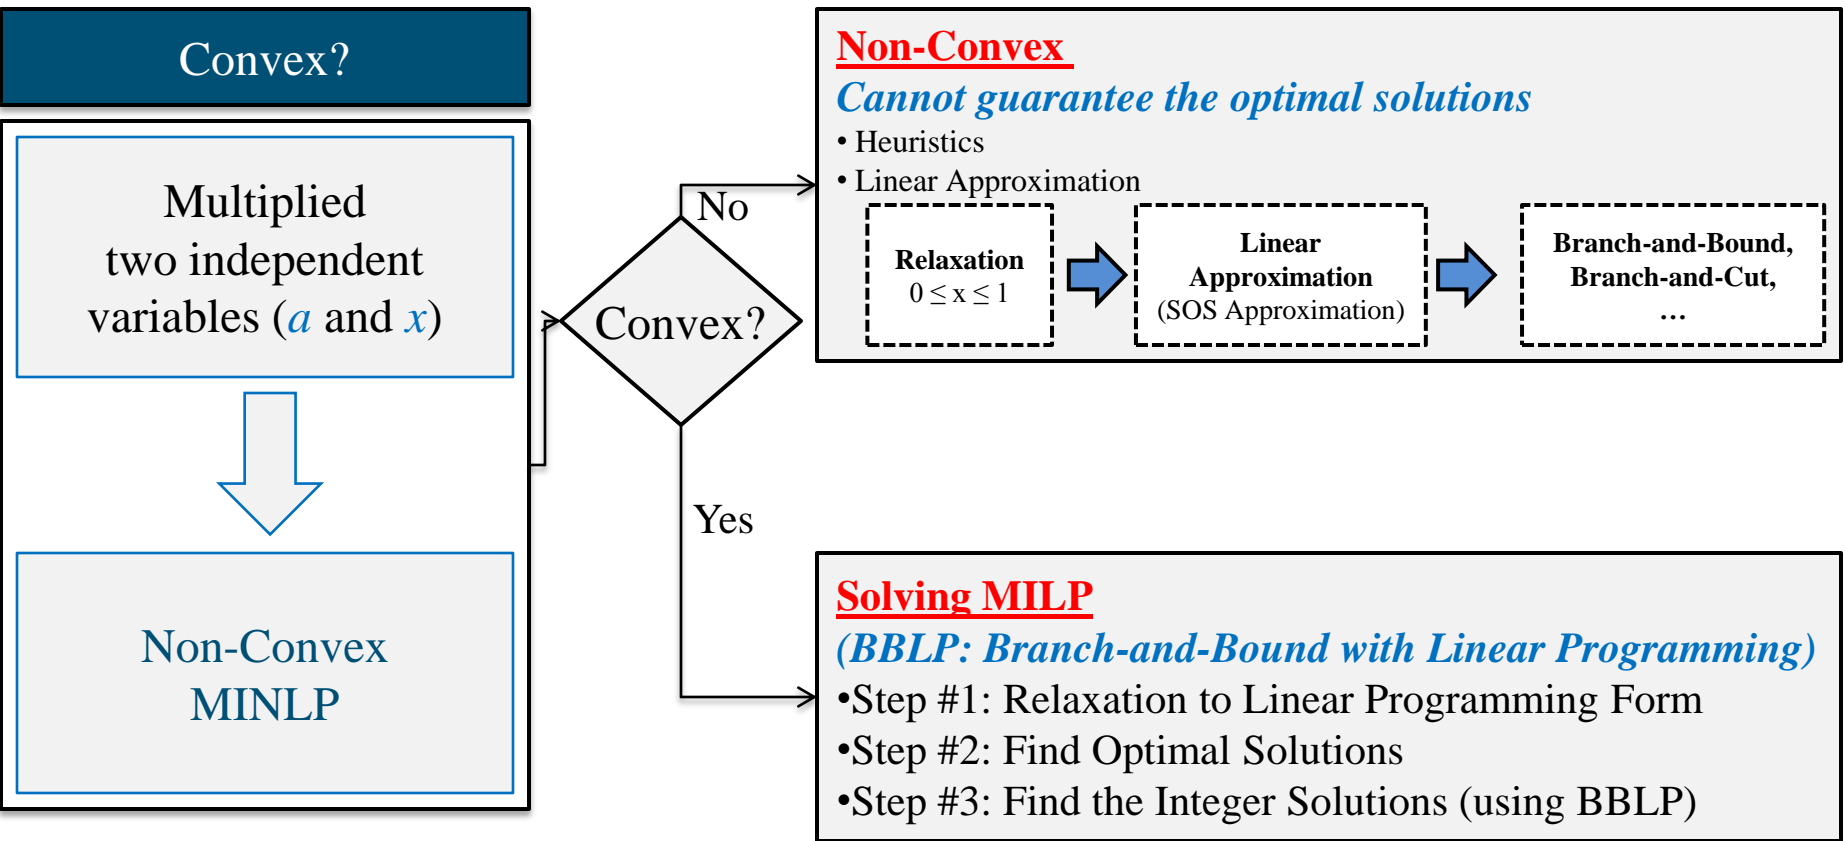 Convex?
Multiplied
two independent
variables (a and x)
Non-Convex
MINLP
Convex?
No
Yes
Non-Convex
Cannot guarantee the optimal solutions
• Heuristics
• Linear Approximation
Relaxation
0 ≤ x ≤ 1
Linear
Approximation
(SOS Approximation)
Branch-and-Bound,
Branch-and-Cut,
…
Solving MILP
(BBLP: Branch-and-Bound with Linear Programming)
•Step #1: Relaxation to Linear Programming Form
•Step #2: Find Optimal Solutions
•Step #3: Find the Integer Solutions (using BBLP)